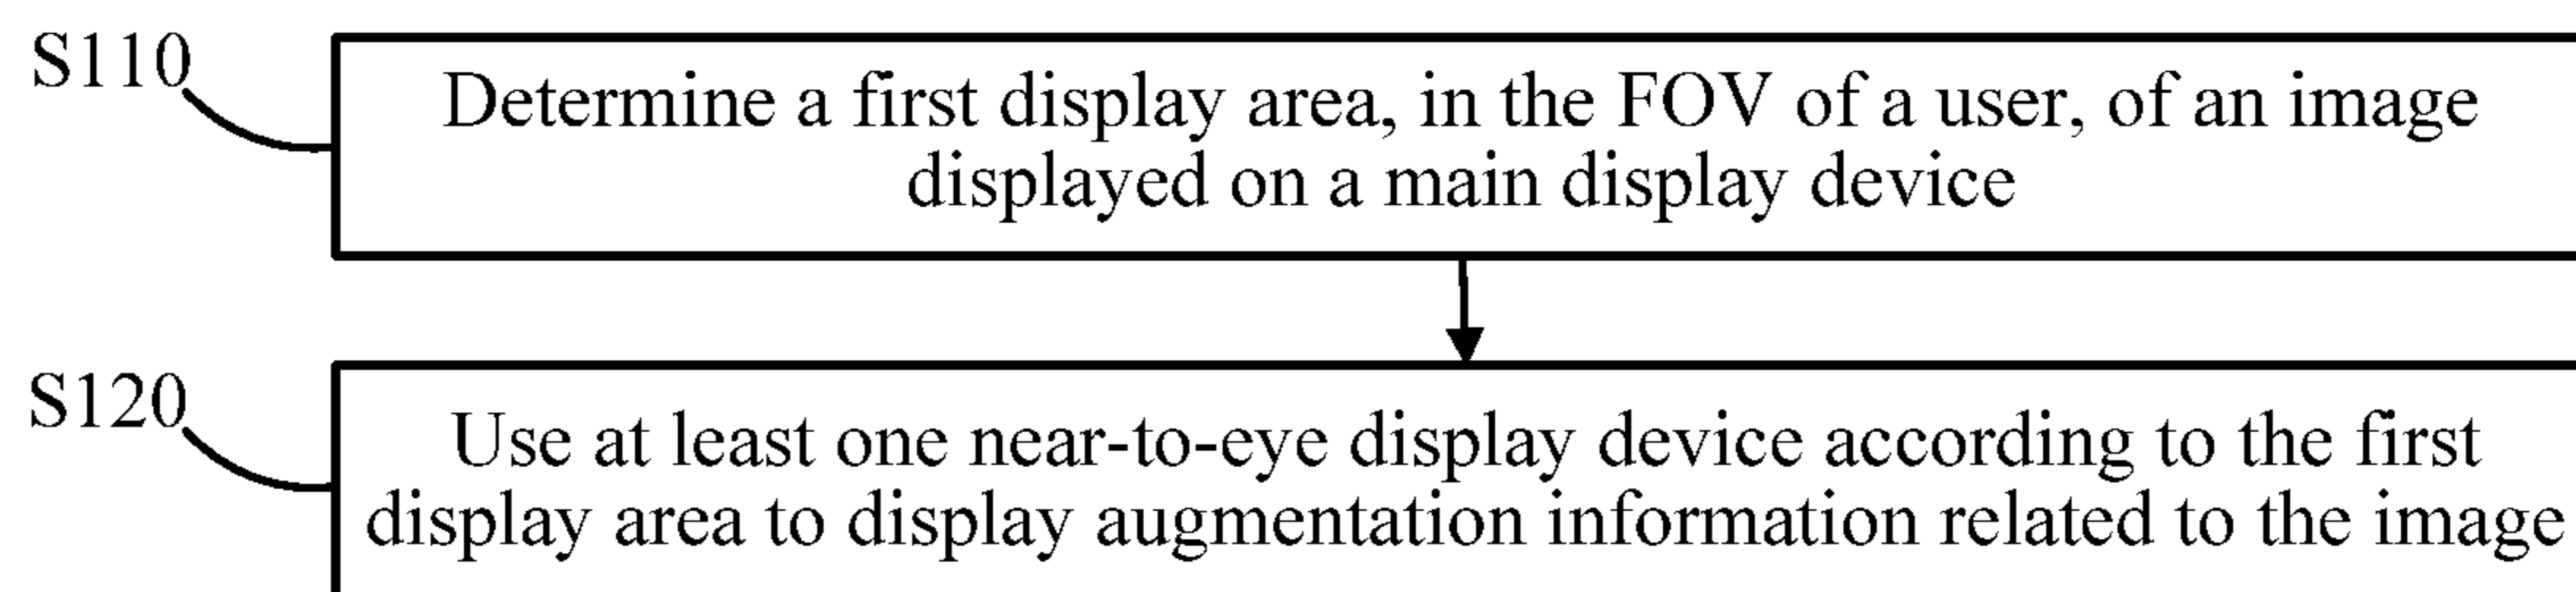 S110
Determine a first display area, in the FOV of a user, of an image
displayed on a main display device
S120
Use at least one near-to-eye display device according to the first
display area to display augmentation information related to the image